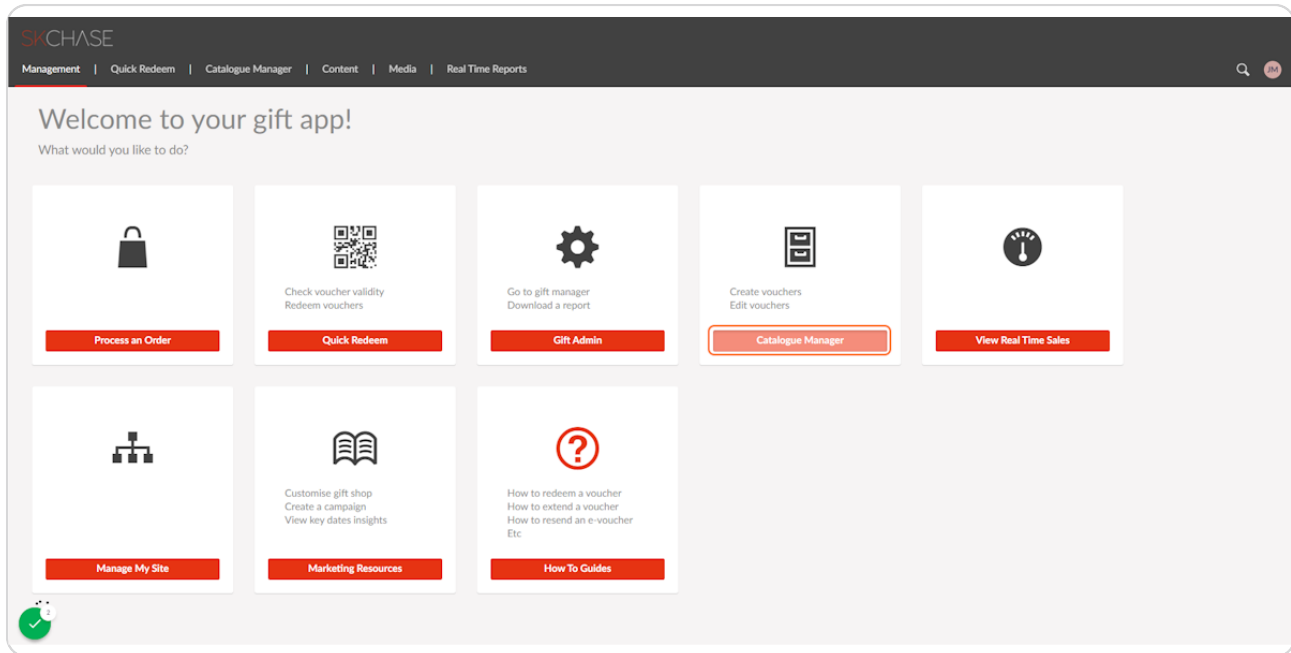 SKCHASE
Management | Quick Redeem | Catalogue Manager | Content | Media | Real Time Reports
JM
Welcome to your gift app!
What would you like to do?
Process an Order
Check voucher validity
Redeem vouchers
Quick Redeem
Go to gift manager
Download a report
Gift Admin
Create vouchers
Edit vouchers
Catalogue Manager
View Real Time Sales
Manage My Site
Customise gift shop
Create a campaign
View key dates insights
Marketing Resources
How to redeem a voucher
How to extend a voucher
How to resend an e-voucher
Etc
How To Guides
2